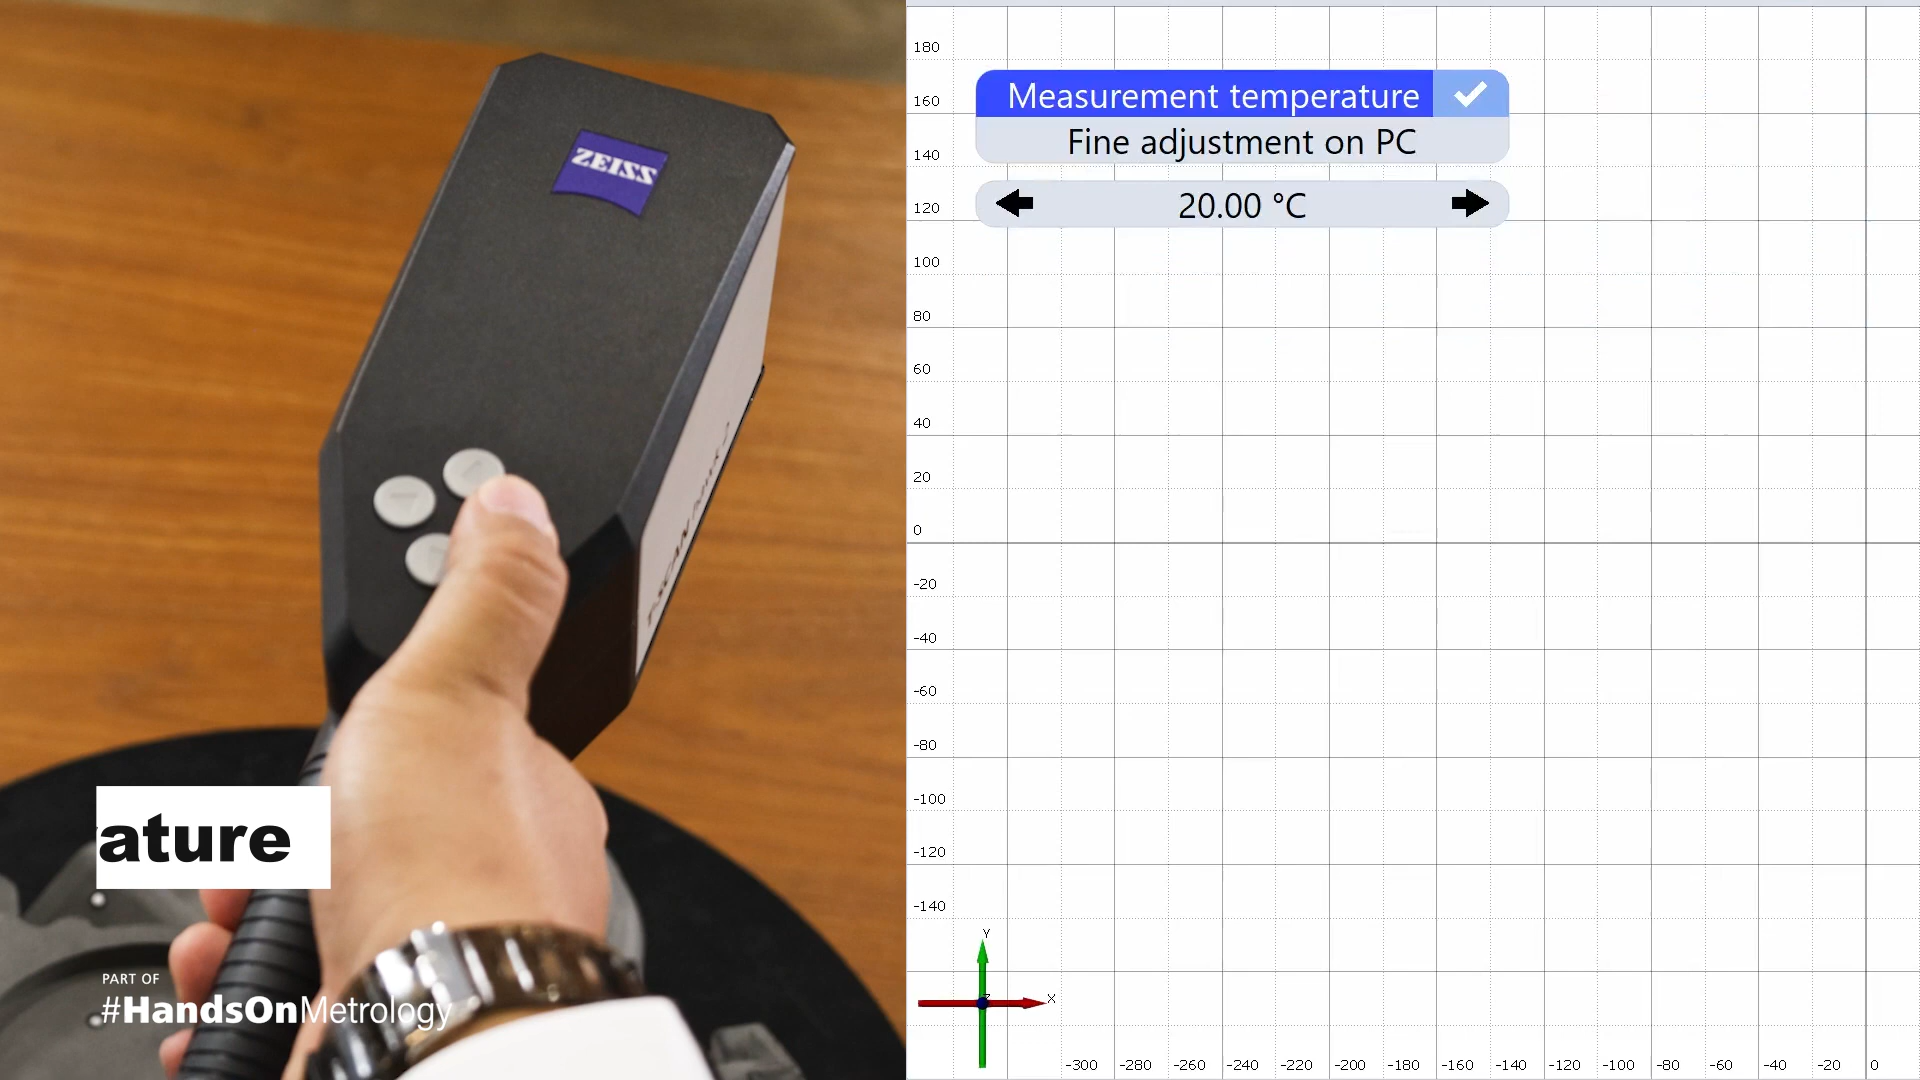 ZEISS
ature
PART OF
#HandsOnMetrology
Measurement temperature
Fine adjustment on PC
20.00 °C
180
160
140
120
100
80
60
40
20
0
-20
-40
-60
-80
-100
-120
-140
Y
Z
X
-300 -280 -260 -240 -220 -200 -180 -160 -140 -120 -100 -80 -60 -40 -20 0